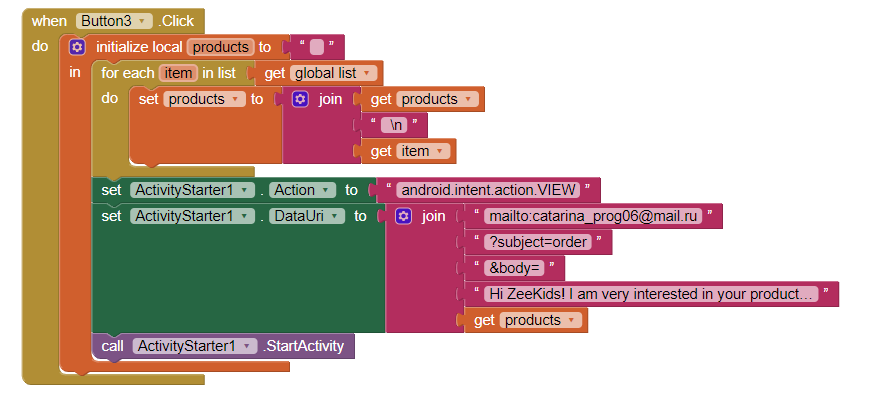 when Button3 .Click
do initialize local products to " "
in for each item in list get global list
do set products to join get products
" \n "
get item
set ActivityStarter1 . Action to " android.intent.action.VIEW "
set ActivityStarter1 . DataUri to join " mailto:catarina_prog06@mail.ru "
" ?subject=order "
" &body= "
" Hi ZeeKids! I am very interested in your product... "
get products
call ActivityStarter1 .StartActivity